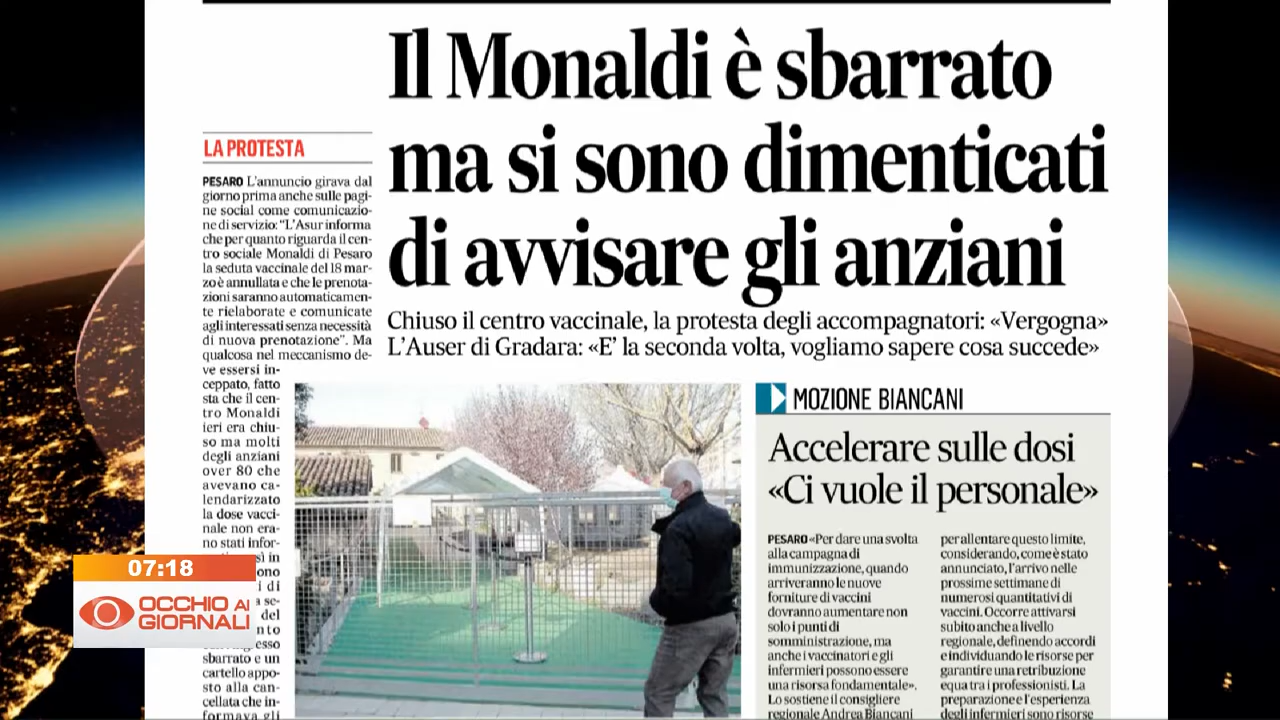 Il Monaldi è sbarrato
ma si sono dimenticati
di avvisare gli anziani
Chiuso il centro vaccinale, la protesta degli accompagnatori: «Vergogna»
L'Auser di Gradara: «E' la seconda volta, vogliamo sapere cosa succede»
LA PROTESTA
PESARO L'annuncio girava dal
giorno prima anche sulle pagi-
ne social come comunicazio-
ne di servizio: “L'Asur informa
che per quanto riguarda il cen-
tro sociale Monaldi di Pesaro
la seduta vaccinale del 18 mar-
zo è annullata e che le prenota-
zioni saranno automaticamen-
te rielaborate e comunicate
agli interessati senza necessità
di nuova prenotazione”. Ma
qualcosa nel meccanismo de-
ve essersi in-
ceppato, fatto
sta che il cen-
tro Monaldi
ieri era chiu-
so ma molti
degli anziani
over 80 che
avevano ca-
lendarizzato
la dose vacci-
nale non era-
no stati infor-
sbarrato e un
cartello appo-
sto alla can-
cellata che in-
formava gli
MOZIONE BIANCANI
Accelerare sulle dosi
«Ci vuole il personale»
PESARO «Per dare una svolta
alla campagna di
immunizzazione, quando
arriveranno le nuove
forniture di vaccini
dovranno aumentare non
solo i punti di
somministrazione, ma
anche i vaccinatori e gli
infermieri possono essere
una risorsa fondamentale».
Lo sostiene il consigliere
regionale Andrea Biancani
per allentare questo limite,
considerando, come è stato
annunciato, l'arrivo nelle
prossime settimane di
numerosi quantitativi di
vaccini. Occorre attivarsi
subito anche a livello
regionale, definendo accordi
e individuando le risorse per
garantire una retribuzione
equa tra i professionisti. La
preparazione e l'esperienza
degli infermieri sono risorse
07:18
OCCHIO AI
GIORNALI